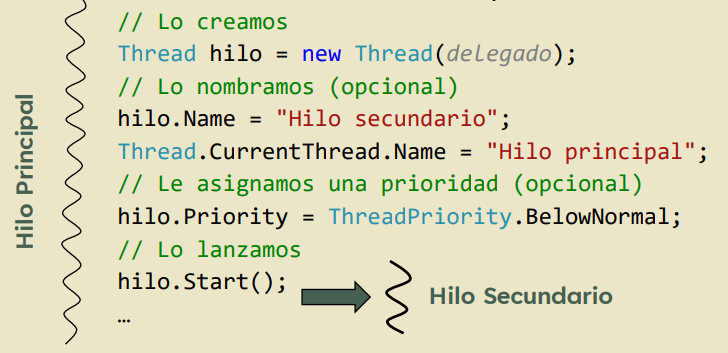 // Lo creamos
Thread hilo = new Thread(delegado);
// Lo nombramos (opcional)
hilo.Name = "Hilo secundario";
Thread.CurrentThread.Name = "Hilo principal";
// Le asignamos una prioridad (opcional)
hilo.Priority = ThreadPriority.BelowNormal;
// Lo lanzamos
hilo.Start();
…
Hilo Principal
Hilo Secundario